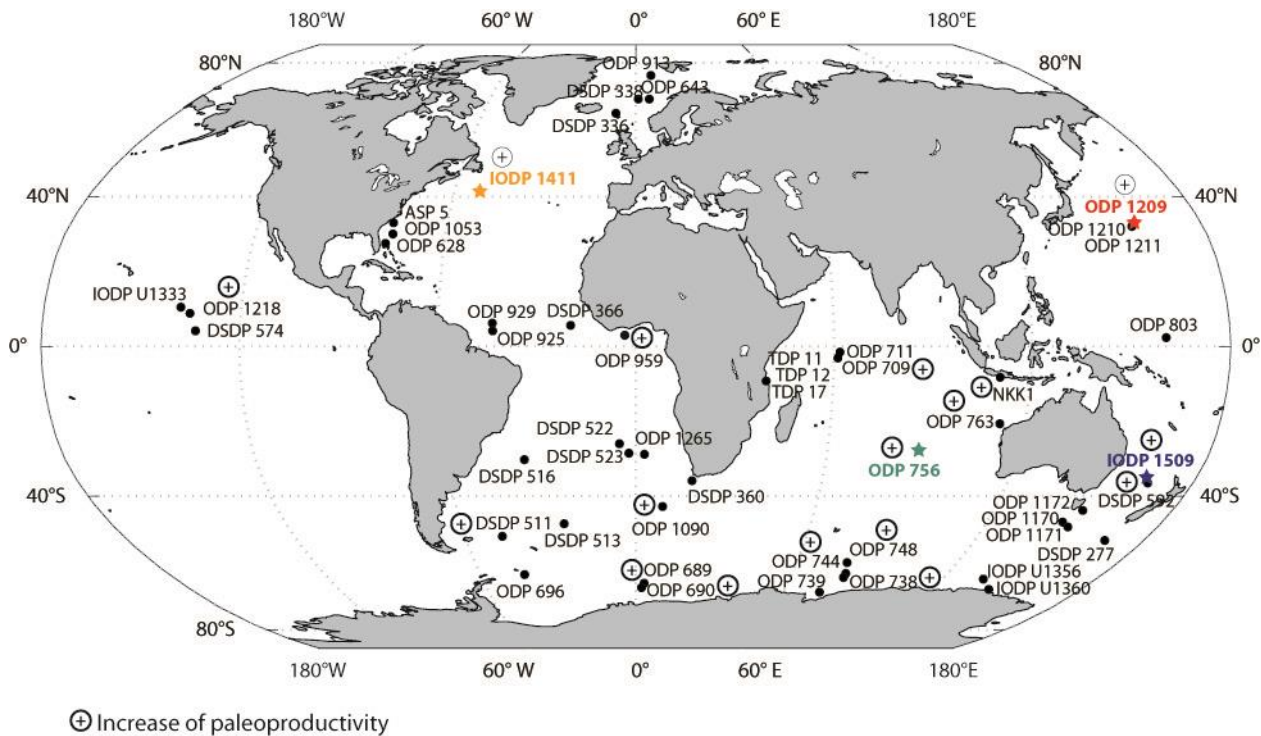 180°W 60°W 0° 60°E 180°E
80°N 80°N
ODP 913
DSDP 338 ODP 643
DSDP 336
IODP 1411
40°N 40°N
ASP 5
ODP 1053
ODP 628
ODP 1209
ODP 1210
ODP 1211
IODP U1333
ODP 1218
DSDP 574
ODP 929 DSDP 366
ODP 925
ODP 959
ODP 803
0° 0°
TDP 11 ODP 711
TDP 12 ODP 709
TDP 17
NKK1
ODP 763
DSDP 522 ODP 1265
DSDP 523
DSDP 516
ODP 756
IODP 1509
DSDP 360
40°S 40°S
DSDP 592
ODP 1172
ODP 1170
ODP 1171
DSDP 277
DSDP 511
DSDP 513
ODP 1090
ODP 744 ODP 748
ODP 689
ODP 690
ODP 696
ODP 739 ODP 738
IODP U1356
IODP U1360
80°S 80°S
180°W 60°W 0° 60°E 180°E
Increase of paleoproductivity